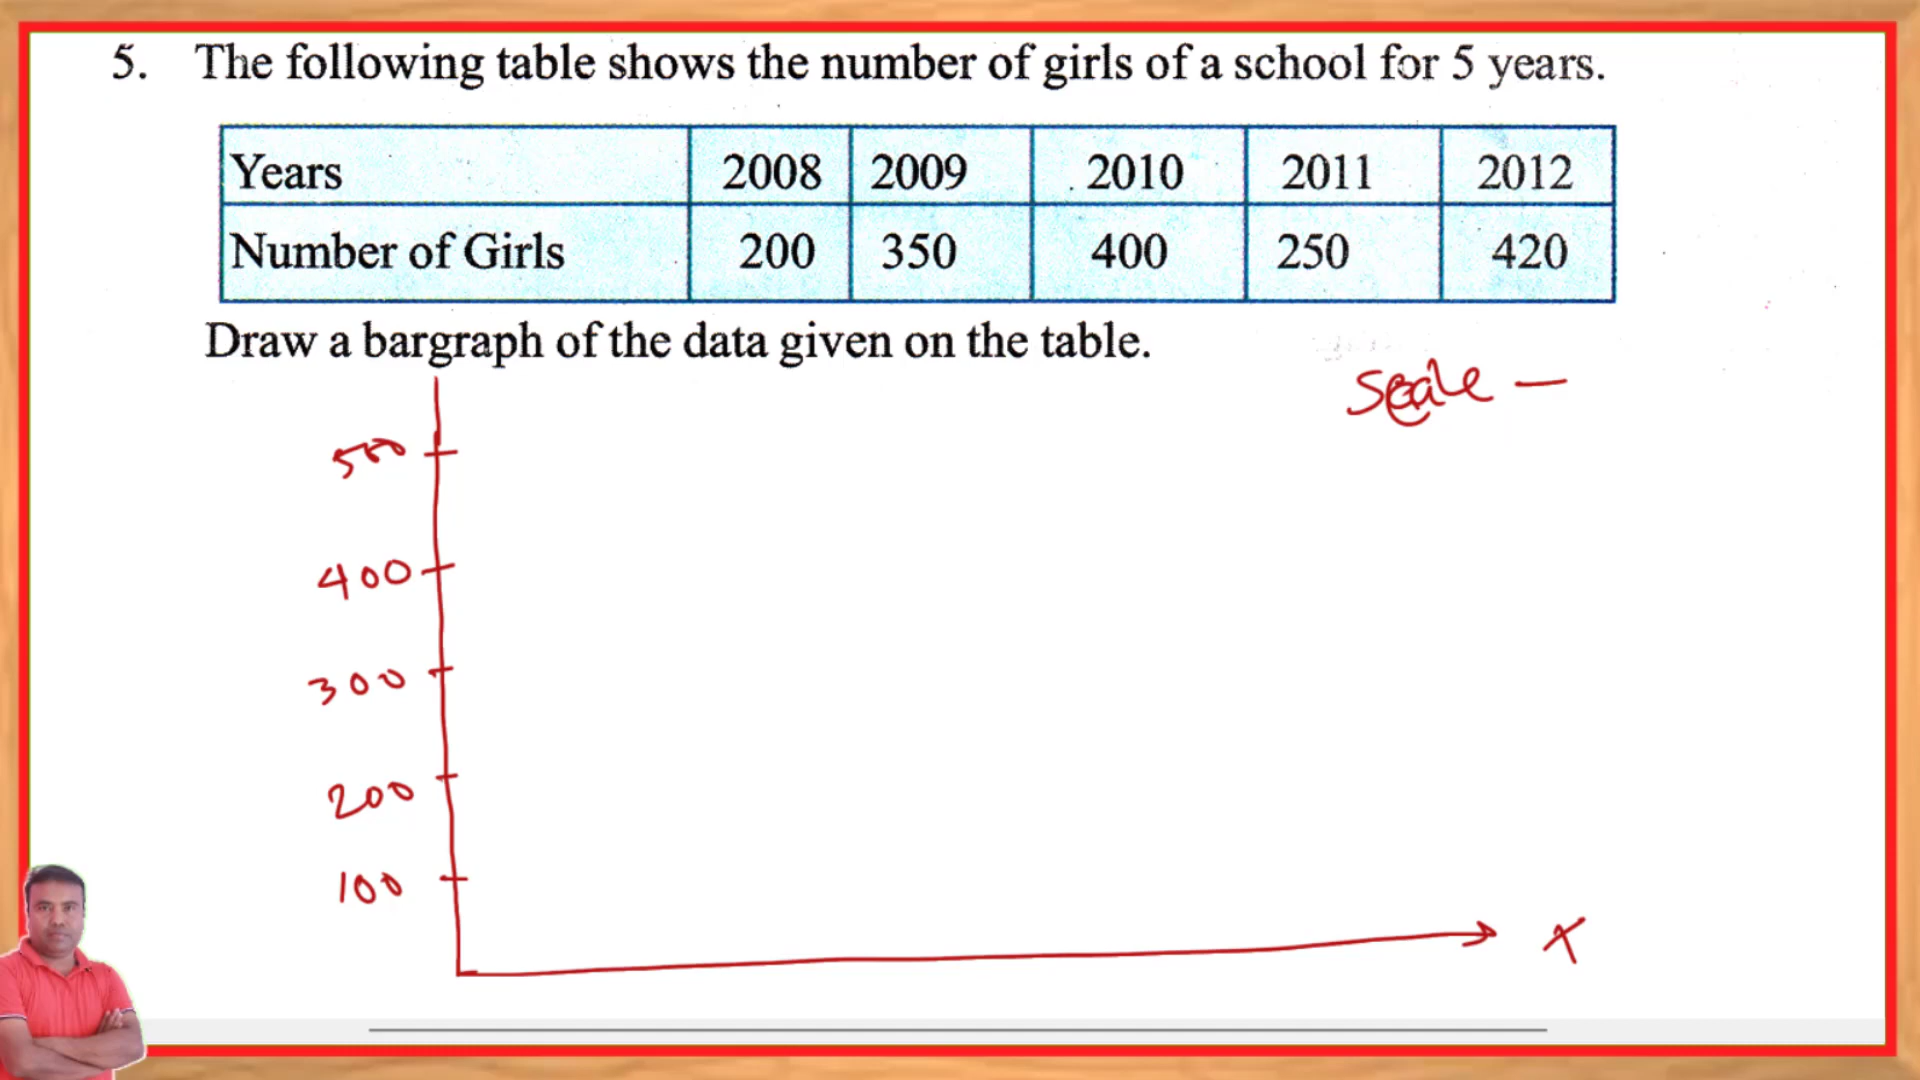 5. The following table shows the number of girls of a school for 5 years.
Years 2008 2009 2010 2011 2012
Number of Girls 200 350 400 250 420
Draw a bargraph of the data given on the table.
Scale —
500
400
300
200
100
X